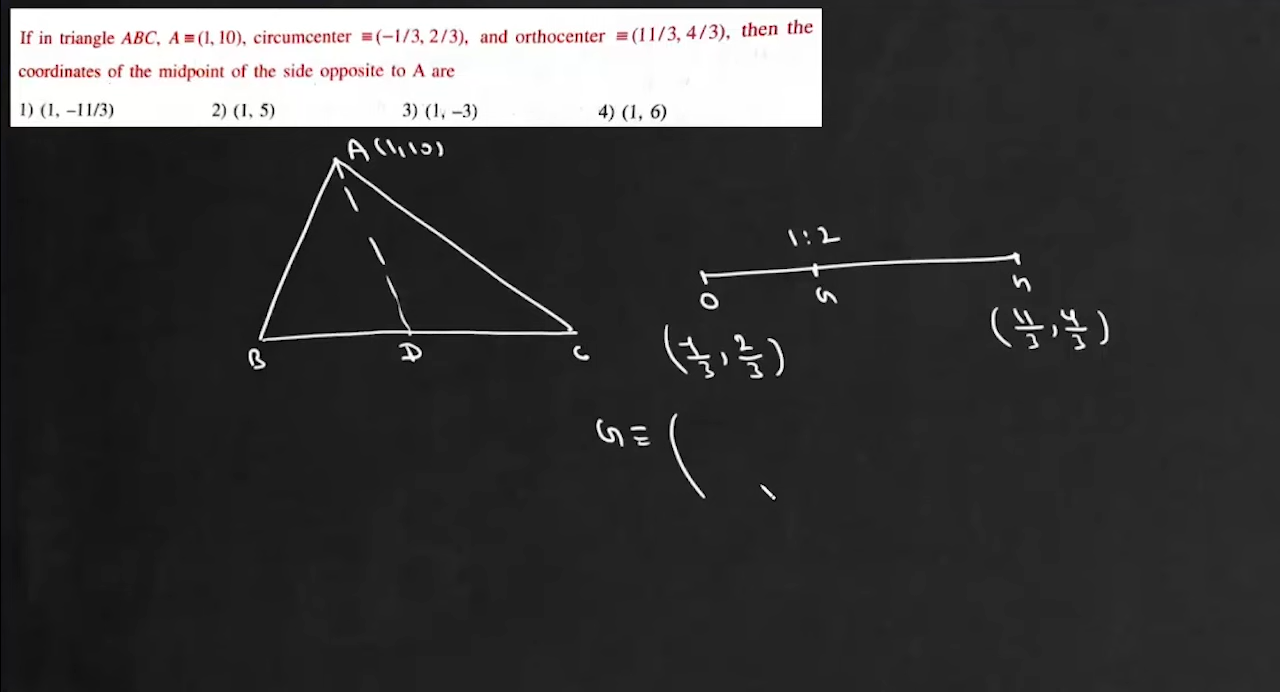 If in triangle ABC, A ≡ (1, 10), circumcenter ≡ (−1/3, 2/3), and orthocenter ≡ (11/3, 4/3), then the
coordinates of the midpoint of the side opposite to A are
1) (1, −11/3) 2) (1, 5) 3) (1, −3) 4) (1, 6)
A (1,10)
1:2
O G H
(-1/3, 2/3) (11/3, 4/3)
B D C
G ≡ ( ,